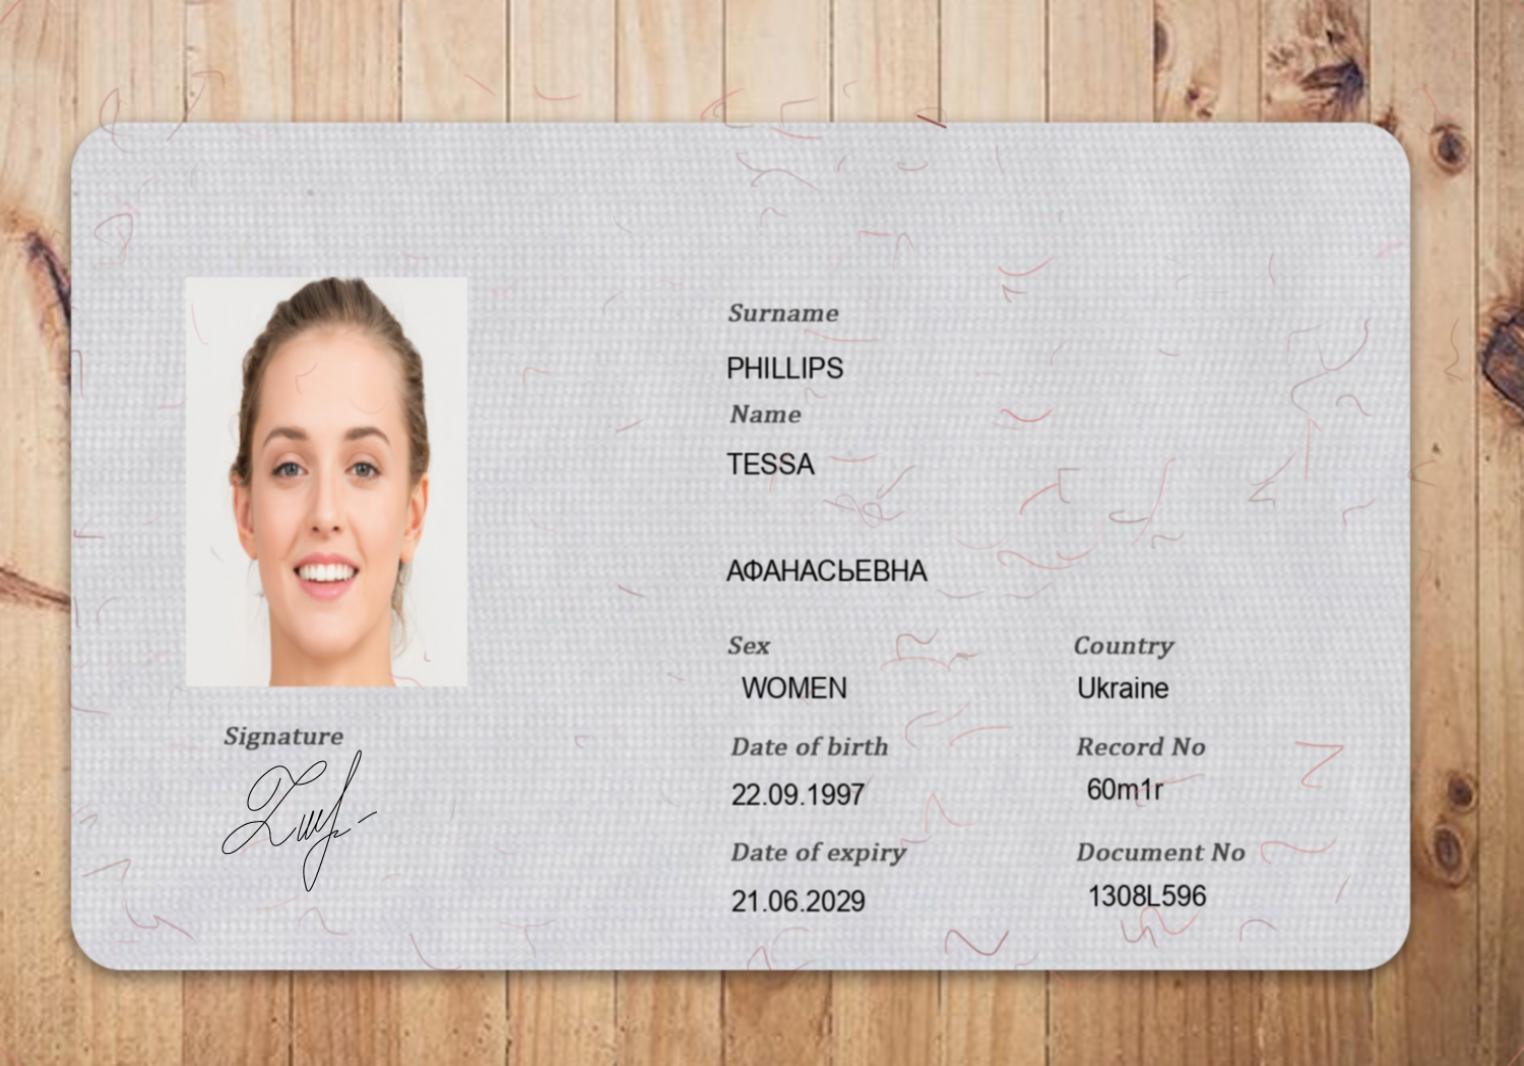 Surname
PHILLIPS
Name
TESSA
АФАНАСЬЕВНА
Sex
Country
WOMEN
Ukraine
Date of birth
Record No
22.09.1997
60m1r
Date of expiry
Document No
21.06.2029
1308L596
Signature